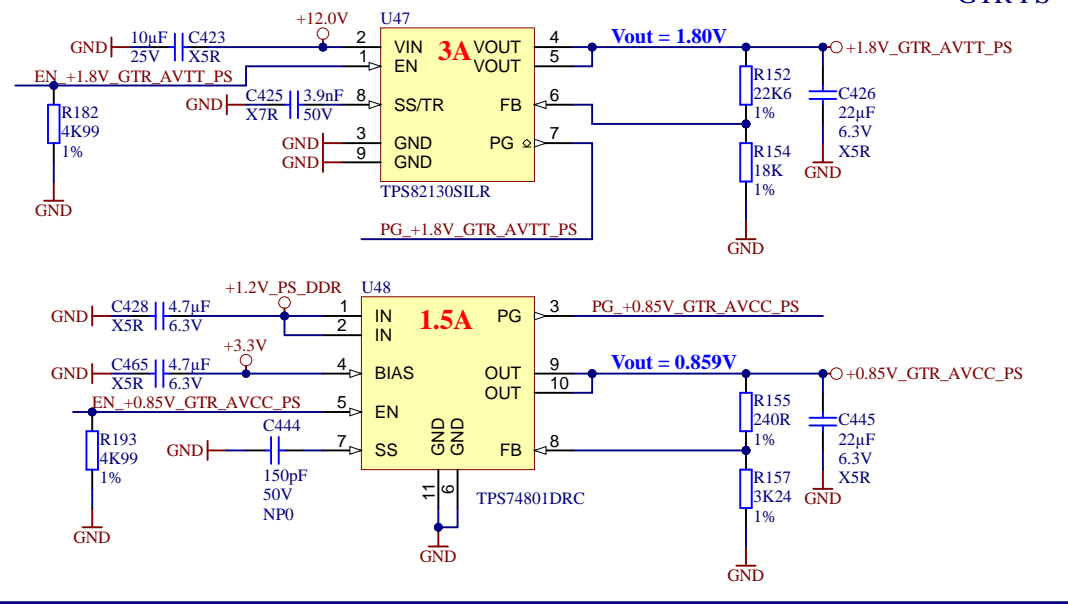 U47
+12.0V
10µF C423
GND
25V X5R
2 VIN VOUT 4
3A
1 EN VOUT 5
Vout = 1.80V
+1.8V_GTR_AVTT_PS
EN_+1.8V_GTR_AVTT_PS
R152
22K6
1%
C426
22µF
6.3V
X5R
GND
R182
4K99
1%
GND
GND C425 3.9nF
X7R 50V
8 SS/TR FB 6
GND 3 GND PG 7
GND 9 GND
R154
18K
1%
GND
TPS82130SILR
PG_+1.8V_GTR_AVTT_PS
+1.2V_PS_DDR
U48
GND C428 4.7µF
X5R 6.3V
1 IN PG 3
2 IN
1.5A
PG_+0.85V_GTR_AVCC_PS
+3.3V
GND C465 4.7µF
X5R 6.3V
4 BIAS OUT 9
OUT 10
Vout = 0.859V
+0.85V_GTR_AVCC_PS
EN_+0.85V_GTR_AVCC_PS
5 EN
R155
240R
1%
C445
22µF
6.3V
X5R
GND
R193
4K99
1%
GND
C444
GND
150pF
50V
NP0
7 SS GND GND FB 8
11 6
GND
TPS74801DRC
R157
3K24
1%
GND